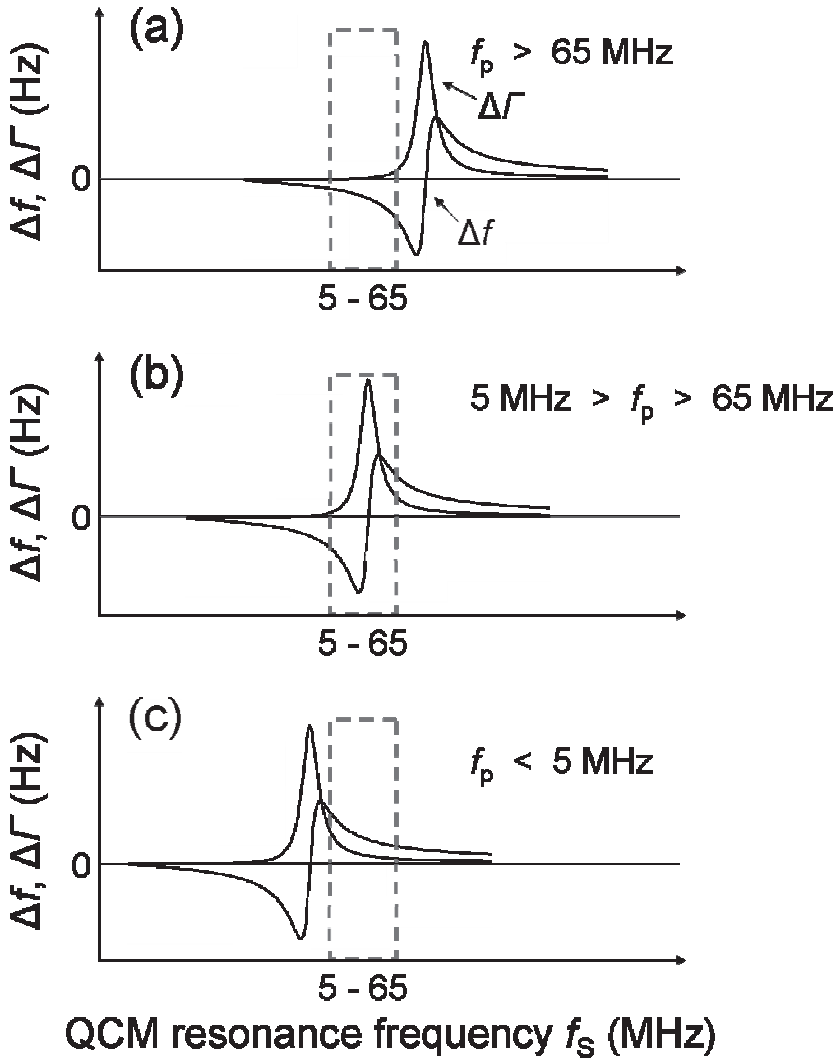 (a)
fₚ > 65 MHz
ΔΓ
Δf, ΔΓ (Hz)
0
Δf
5 - 65
(b)
5 MHz > fₚ > 65 MHz
Δf, ΔΓ (Hz)
0
5 - 65
(c)
fₚ < 5 MHz
Δf, ΔΓ (Hz)
0
5 - 65
QCM resonance frequency fS (MHz)